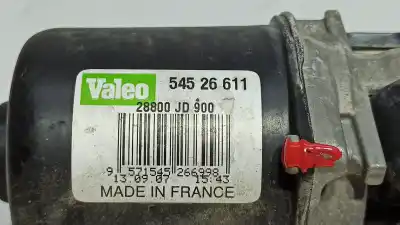 Valeo 545 26 611
28800 JD 900
9 571545 266998
13.09.07 15:43
MADE IN FRANCE